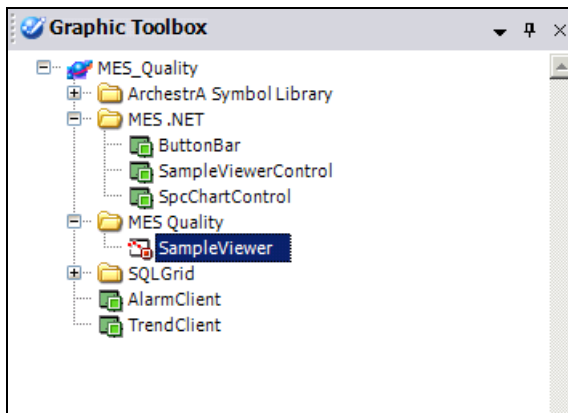 Graphic Toolbox
MES_Quality
ArchestrA Symbol Library
MES .NET
ButtonBar
SampleViewerControl
SpcChartControl
MES Quality
SampleViewer
SQLGrid
AlarmClient
TrendClient